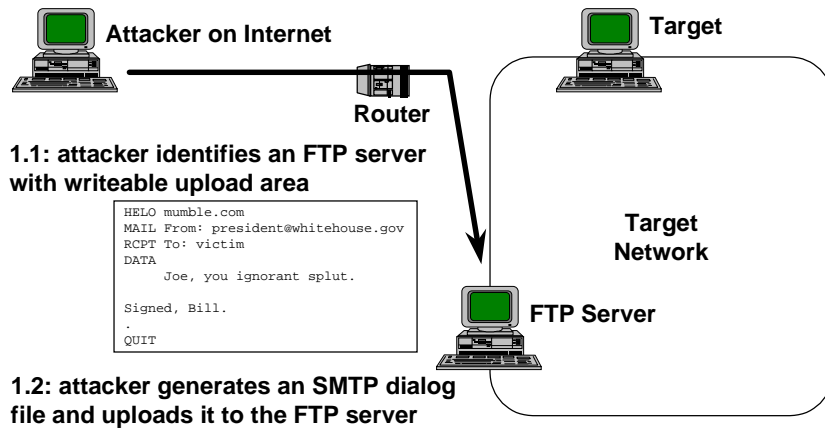 Attacker on Internet
Target
Router
1.1: attacker identifies an FTP server
with writeable upload area
HELO mumble.com
MAIL From: president@whitehouse.gov
RCPT To: victim
DATA
Joe, you ignorant splut.
Signed, Bill.
.
QUIT
Target
Network
FTP Server
1.2: attacker generates an SMTP dialog
file and uploads it to the FTP server